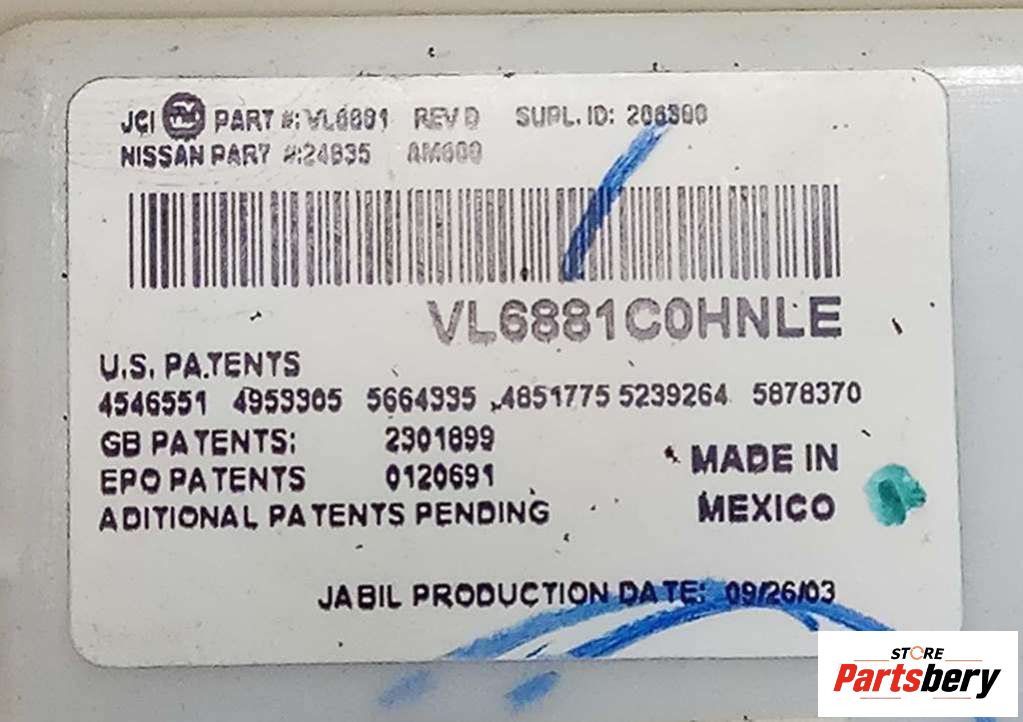 JCI PART #: VL6881 REV D SUPL. ID: 206300
NISSAN PART #:24835 AM600
VL6881C0HNLE
U.S. PATENTS
4546551 4953305 5664335 4851775 5239264 5878370
GB PATENTS: 2301899
EPO PATENTS 0120691
ADITIONAL PATENTS PENDING
MADE IN
MEXICO
JABIL PRODUCTION DATE: 09/26/03
STORE
Partsbery